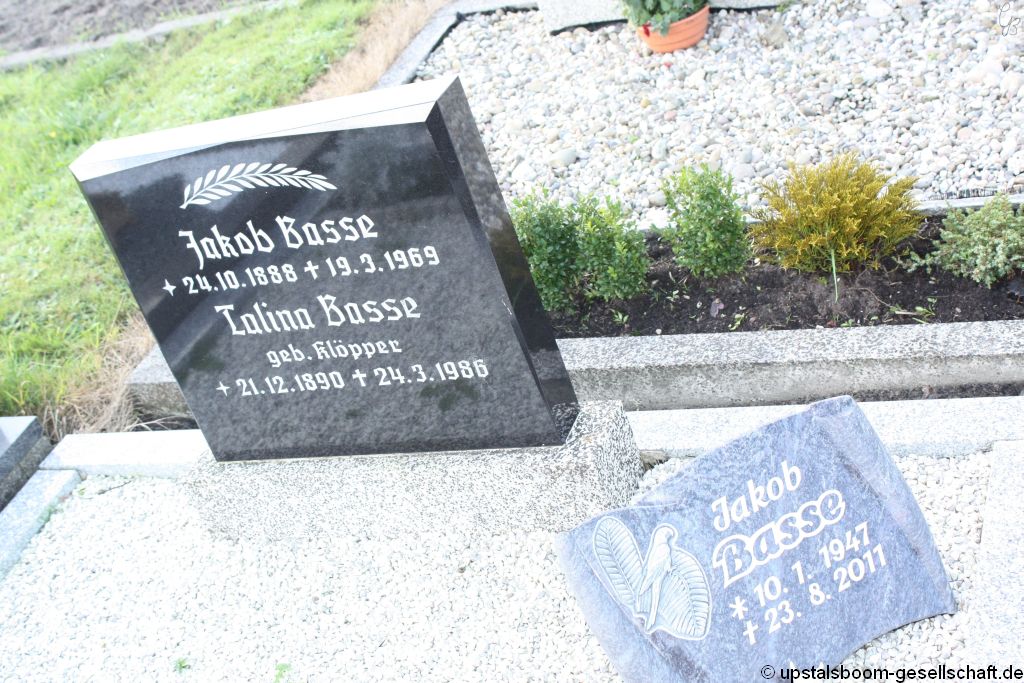 Jakob Basse
✶ 24.10.1888 ✝ 19.3.1969
Talina Basse
geb. Klöpper
✶ 21.12.1890 ✝ 24.3.1986
Jakob
Basse
* 10. 1. 1947
✝ 23. 8. 2011
© upstalsboom-gesellschaft.de